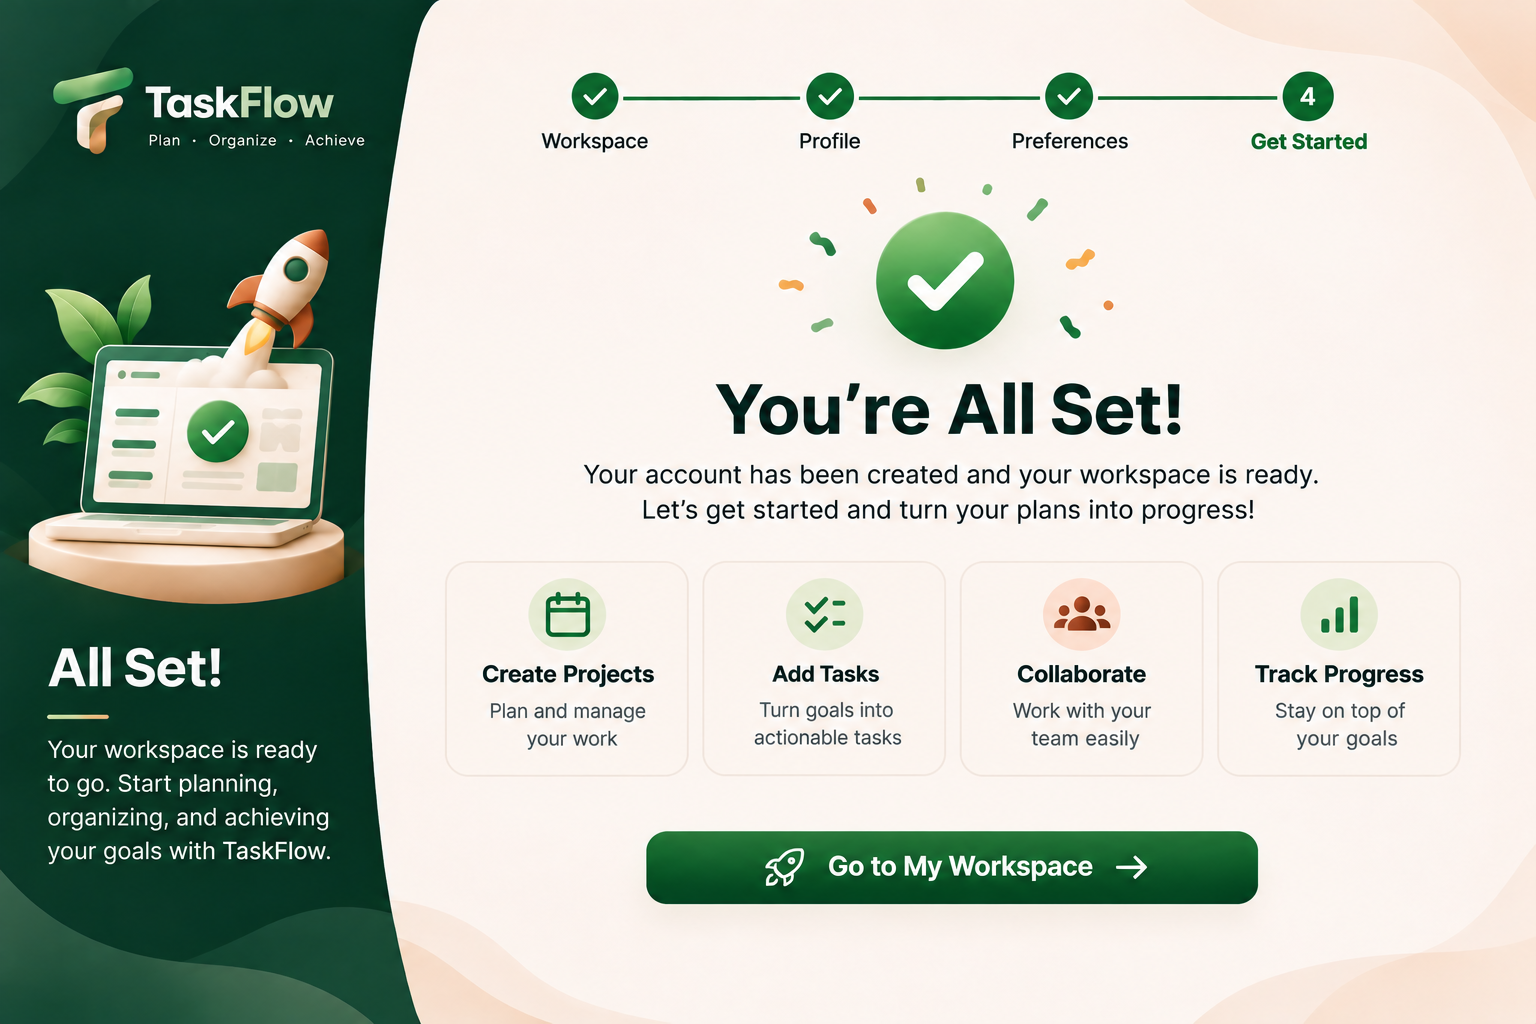 TaskFlow
Plan · Organize · Achieve
All Set!
Your workspace is ready
to go. Start planning,
organizing, and achieving
your goals with TaskFlow.
Workspace
Profile
Preferences
4
Get Started
You’re All Set!
Your account has been created and your workspace is ready.
Let’s get started and turn your plans into progress!
Create Projects
Plan and manage
your work
Add Tasks
Turn goals into
actionable tasks
Collaborate
Work with your
team easily
Track Progress
Stay on top of
your goals
Go to My Workspace